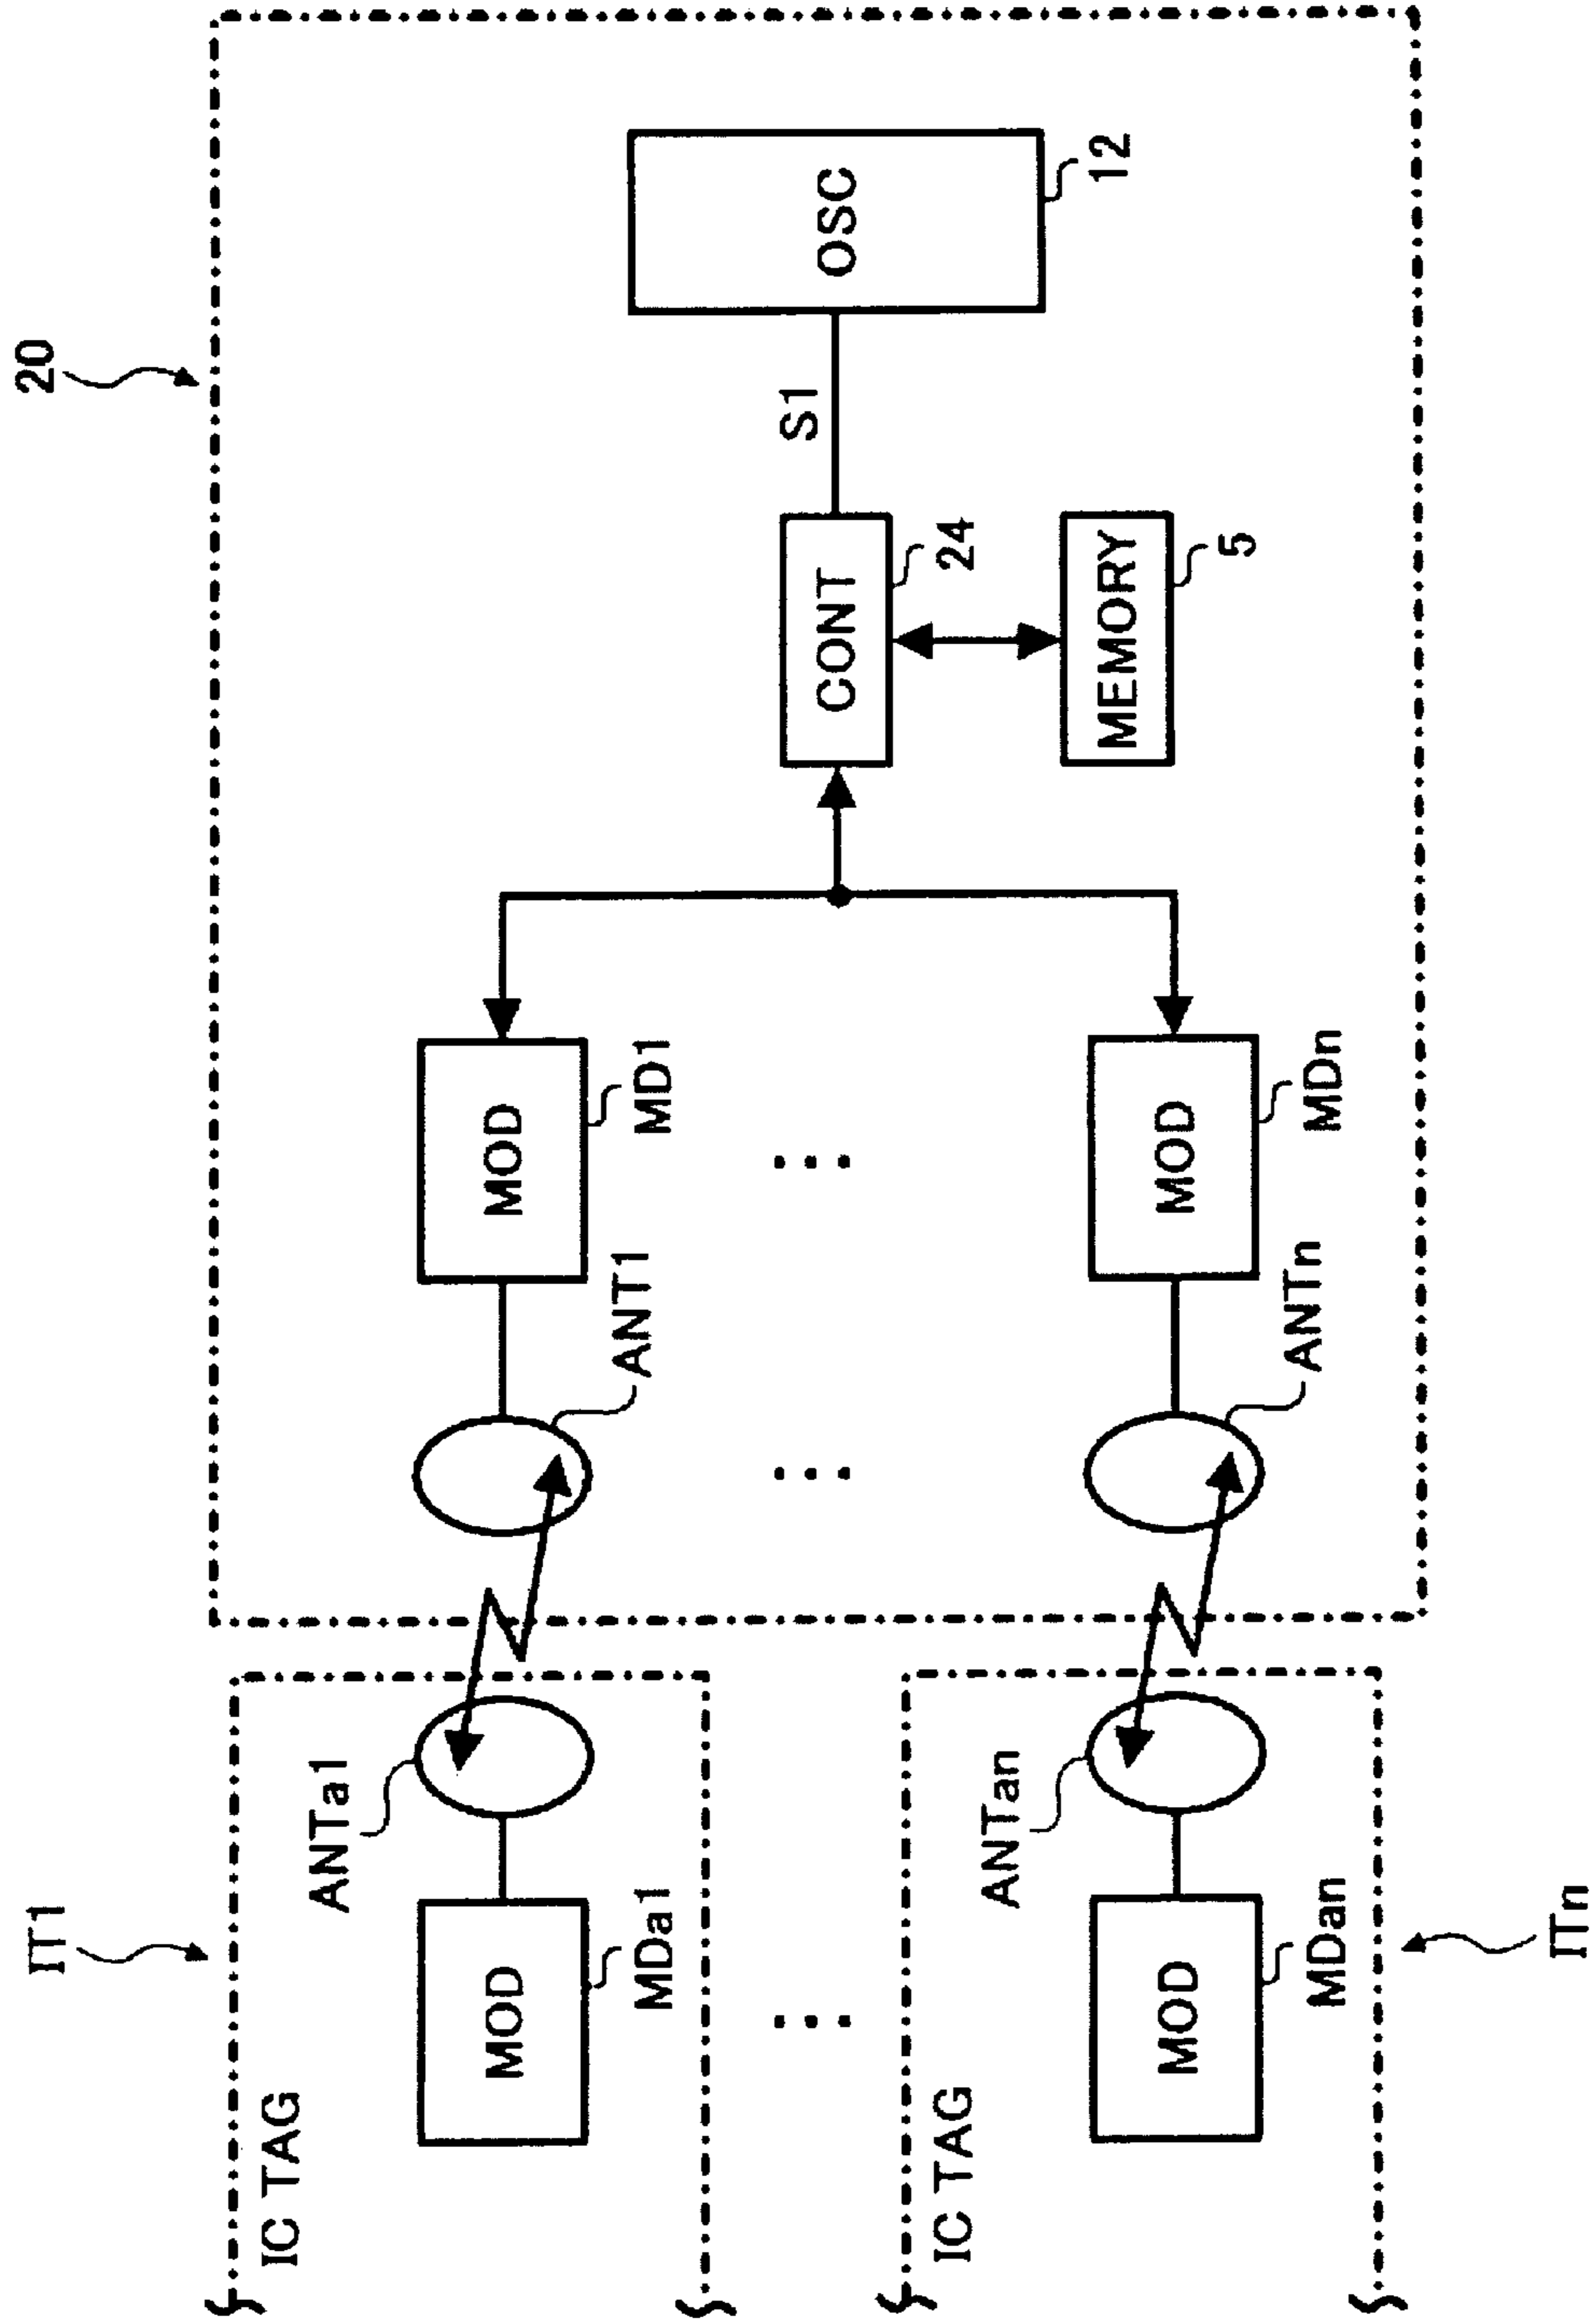 20
IT1
IC TAG
MOD
MDa1
ANTa1
ANT1
MOD
MD1
CONT
24
S1
OSC
12
MEMORY
5
...
...
...
IC TAG
MOD
MDan
ANTan
ANTn
MOD
MDn
ITn